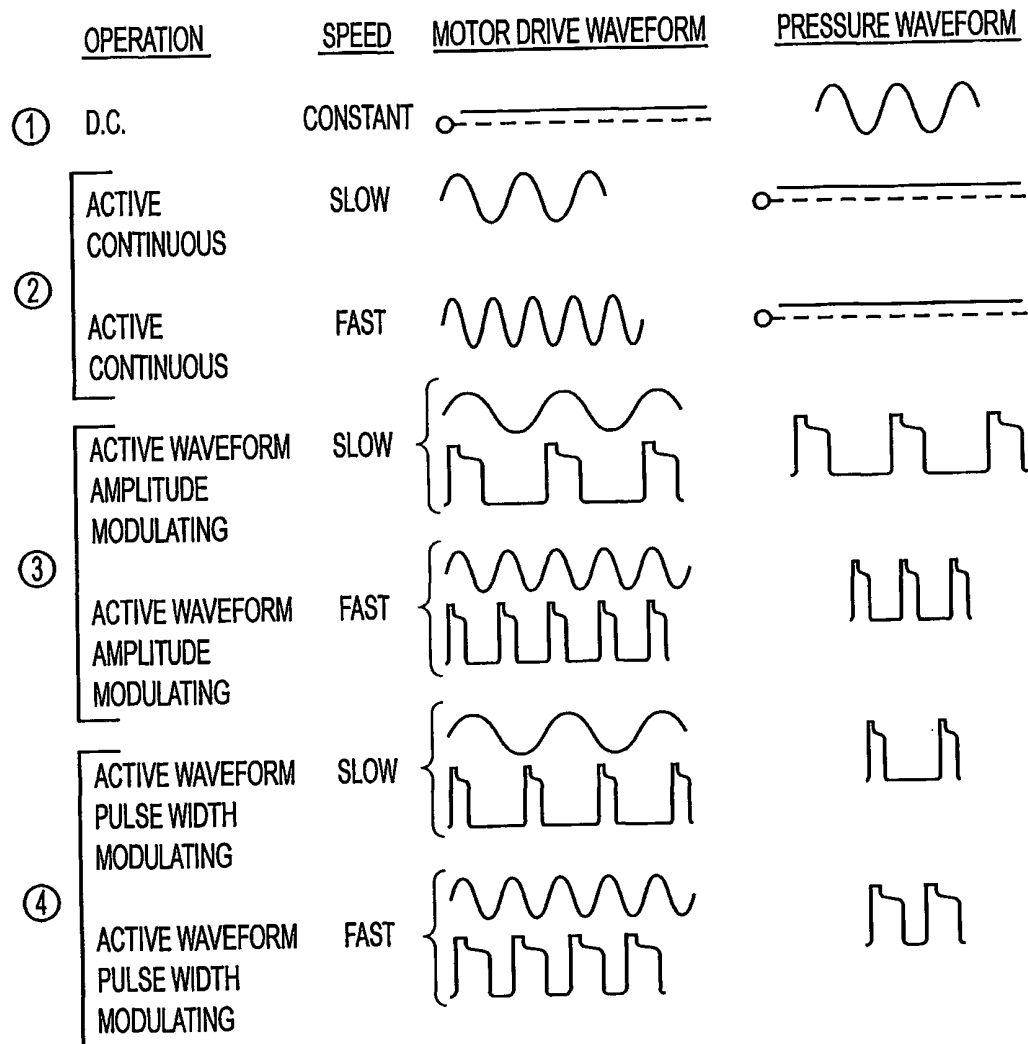 OPERATION SPEED MOTOR DRIVE WAVEFORM PRESSURE WAVEFORM
1 D.C. CONSTANT
2
ACTIVE SLOW
CONTINUOUS
ACTIVE FAST
CONTINUOUS
3
ACTIVE WAVEFORM SLOW
AMPLITUDE
MODULATING
ACTIVE WAVEFORM FAST
AMPLITUDE
MODULATING
4
ACTIVE WAVEFORM SLOW
PULSE WIDTH
MODULATING
ACTIVE WAVEFORM FAST
PULSE WIDTH
MODULATING